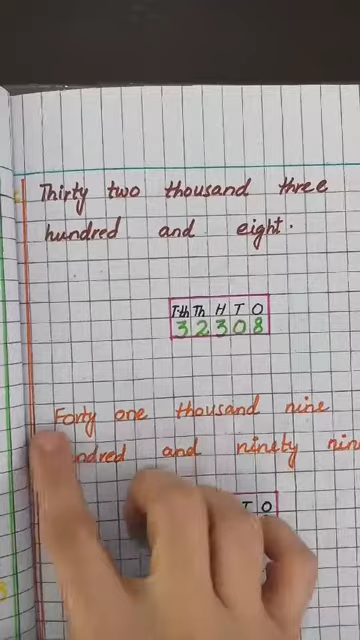 Thirty two thousand three
hundred and eight.
T.th Th H T O
3 2 3 0 8
Forty one thousand nine
and ninety
T O